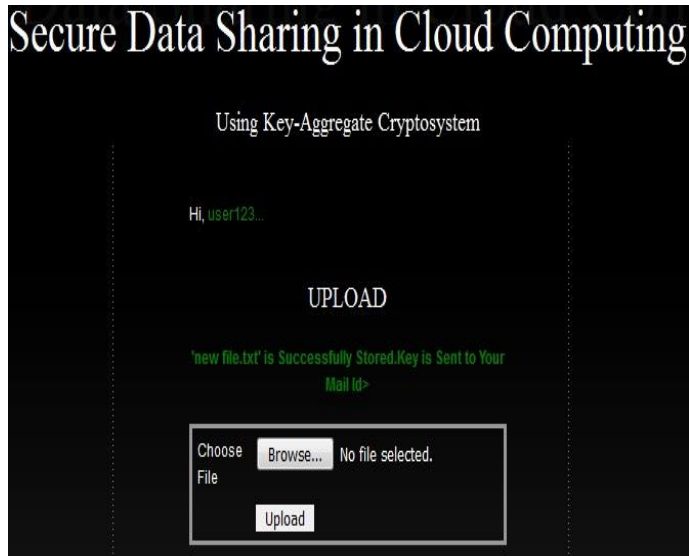 Secure Data Sharing in Cloud Computing
Using Key-Aggregate Cryptosystem
Hi, user123...
UPLOAD
'new file.txt' is Successfully Stored.Key is Sent to Your
Mail Id>
Choose
File
Browse... No file selected.
Upload